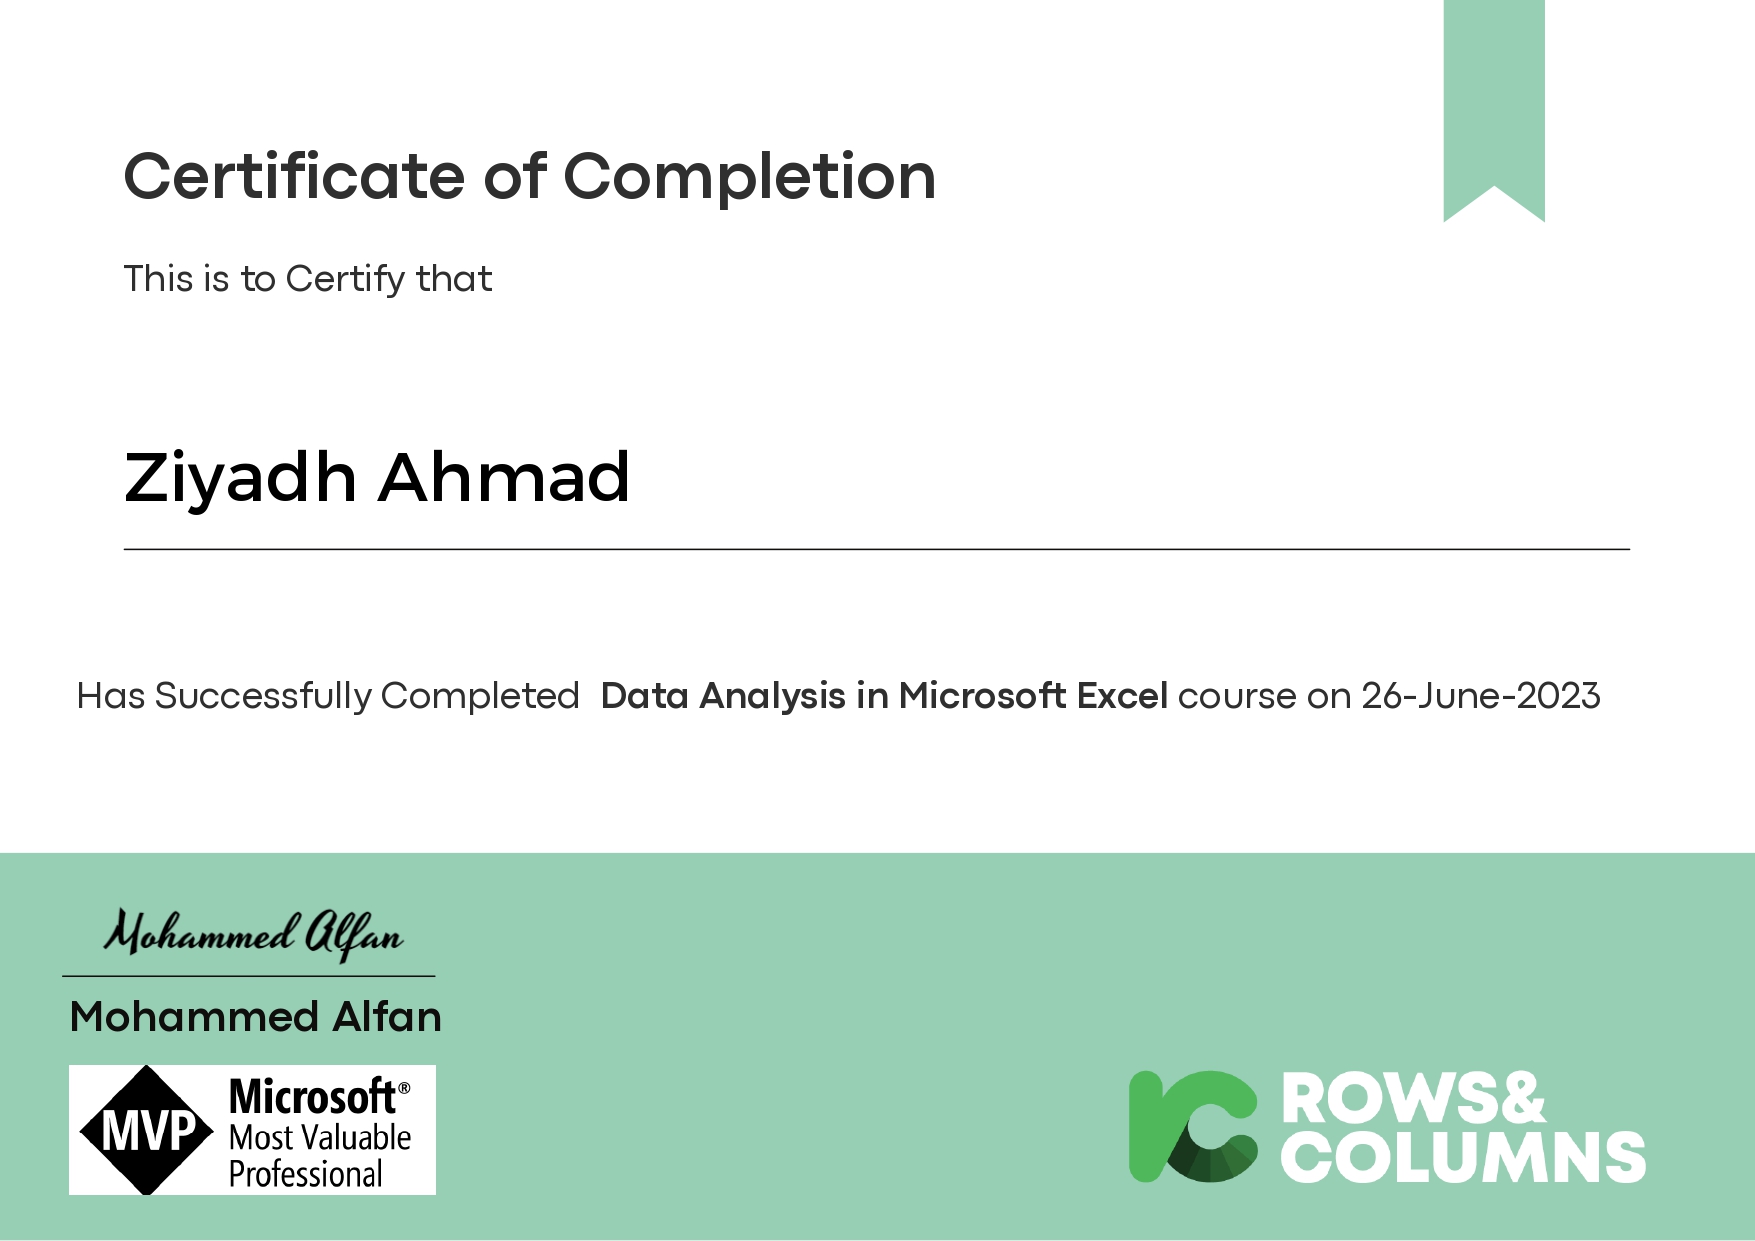 Certificate of Completion
This is to Certify that
Ziyadh Ahmad
Has Successfully Completed Data Analysis in Microsoft Excel course on 26-June-2023
Mohammed Alfan
Mohammed Alfan
MVP
Microsoft®
Most Valuable
Professional
rc
ROWS&
COLUMNS